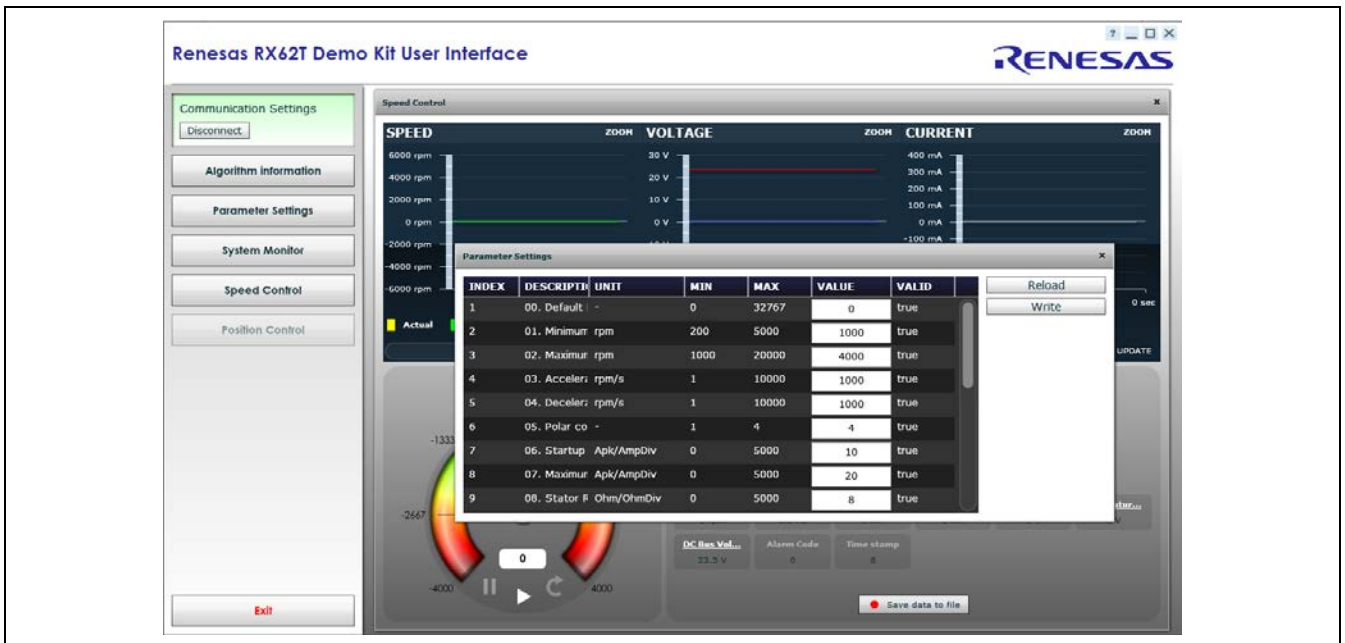 Renesas RX62T Demo Kit User Interface
RENESAS
Communication Settings
Disconnect
Algorithm information
Parameter Settings
System Monitor
Speed Control
Position Control
Exit
Speed Control
SPEED ZOOM
6000 rpm
4000 rpm
2000 rpm
0 rpm
-2000 rpm
-4000 rpm
-6000 rpm
Actual
VOLTAGE ZOOM
30 V
20 V
10 V
0 V
CURRENT ZOOM
400 mA
300 mA
200 mA
100 mA
0 mA
-100 mA
0 sec
UPDATE
Parameter Settings
INDEX DESCRIPTI UNIT MIN MAX VALUE VALID
1 00. Default - 0 32767 0 true
2 01. Minimum rpm 200 5000 1000 true
3 02. Maximur rpm 1000 20000 4000 true
4 03. Acceler: rpm/s 1 10000 1000 true
5 04. Deceler: rpm/s 1 10000 1000 true
6 05. Polar co - 1 4 4 true
7 06. Startup Apk/AmpDiv 0 5000 10 true
8 07. Maximur Apk/AmpDiv 0 5000 20 true
9 08. Stator R Ohm/OhmDiv 0 5000 8 true
Reload
Write
-1333
-2667
-4000
0
4000
DC Bus Vol...
23.5 V
Alarm Code
0
Time stamp
0
Save data to file